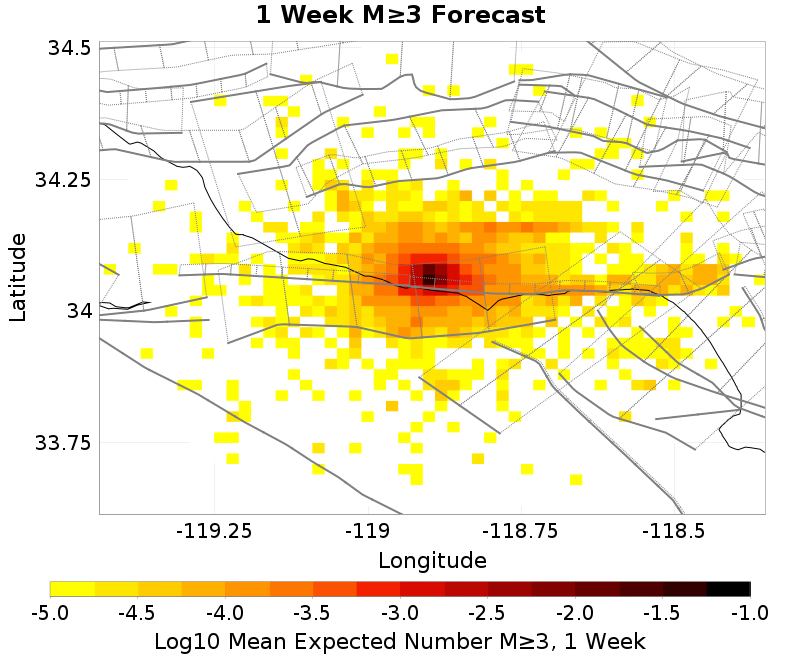 1 Week M≥3 Forecast
34.5
34.25
34
33.75
Latitude
-119.25 -119 -118.75 -118.5
Longitude
-5.0 -4.5 -4.0 -3.5 -3.0 -2.5 -2.0 -1.5 -1.0
Log10 Mean Expected Number M≥3, 1 Week